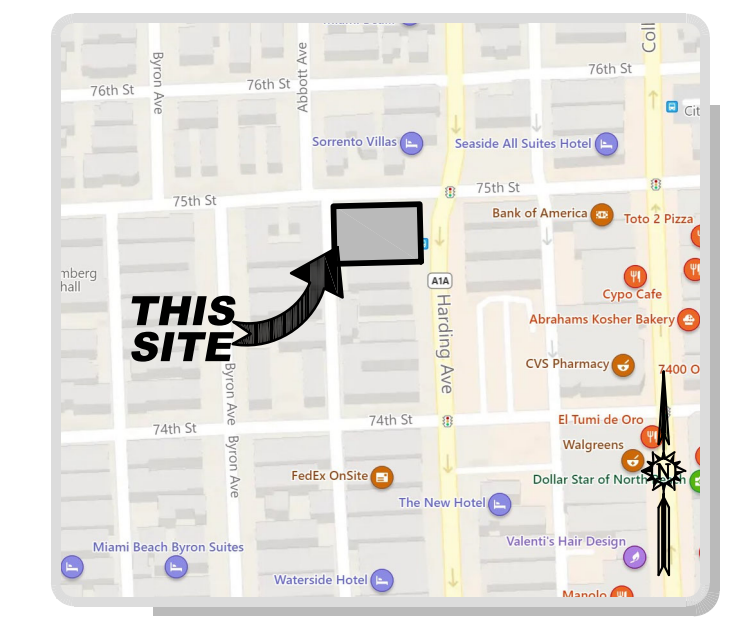 Coll
76th St
Byron Ave
Abbott Ave
76th St
76th St
Cit
Sorrento Villas
Seaside All Suites Hotel
75th St
75th St
Bank of America
Toto 2 Pizza
mberg
hall
A1A
Cypo Cafe
THIS
SITE
Harding Ave
Abrahams Kosher Bakery
CVS Pharmacy
7400 O
Byron Ave
74th St
74th St
El Tumi de Oro
Walgreens
Byron Ave
N
FedEx OnSite
Dollar Star of North Beach
The New Hotel
Valenti's Hair Design
Miami Beach Byron Suites
Waterside Hotel
Manolo